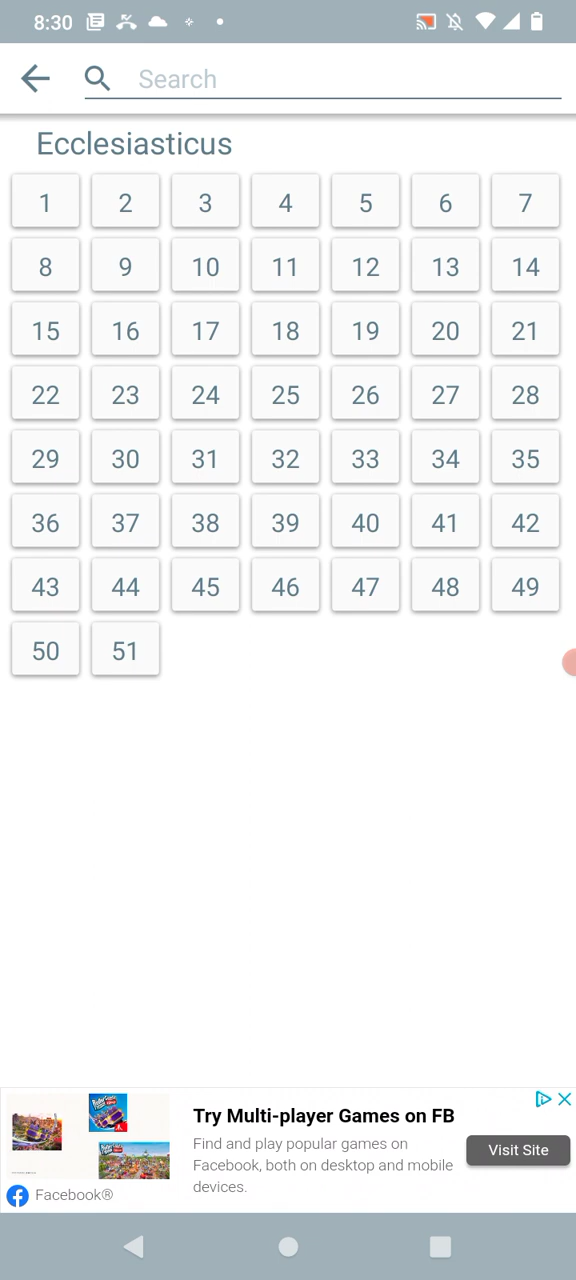 8:30
Search
Ecclesiasticus
1 2 3 4 5 6 7
8 9 10 11 12 13 14
15 16 17 18 19 20 21
22 23 24 25 26 27 28
29 30 31 32 33 34 35
36 37 38 39 40 41 42
43 44 45 46 47 48 49
50 51
Try Multi-player Games on FB
Find and play popular games on
Facebook, both on desktop and mobile
devices.
Visit Site
Facebook®